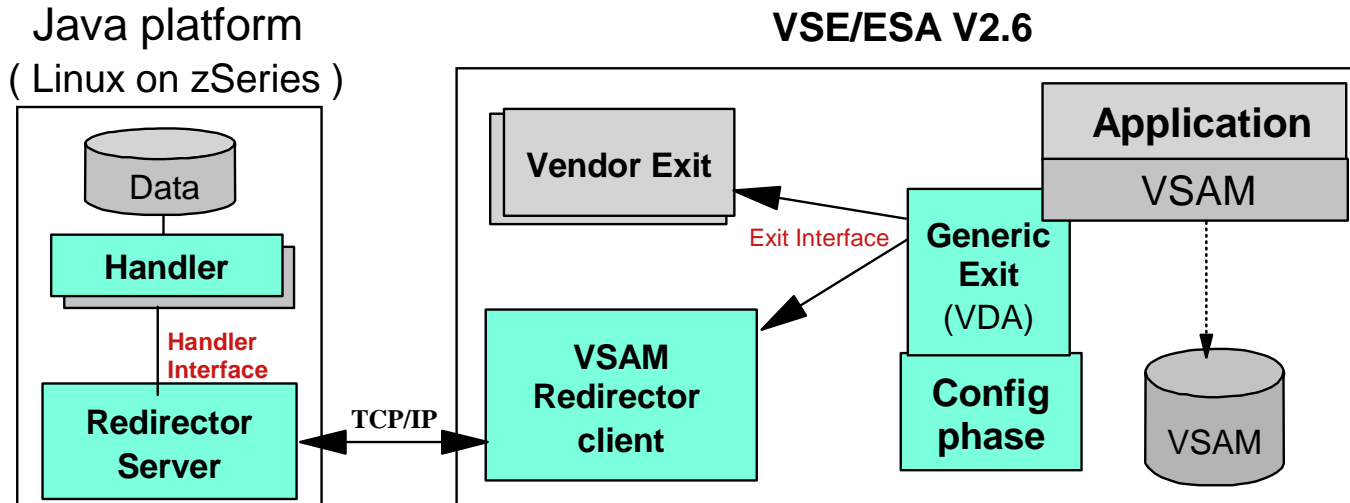 Java platform
( Linux on zSeries )
Data
Handler
Handler
Interface
Redirector
Server
TCP/IP
VSE/ESA V2.6
Vendor Exit
Exit Interface
VSAM
Redirector
client
Generic
Exit
(VDA)
Config
phase
Application
VSAM
VSAM